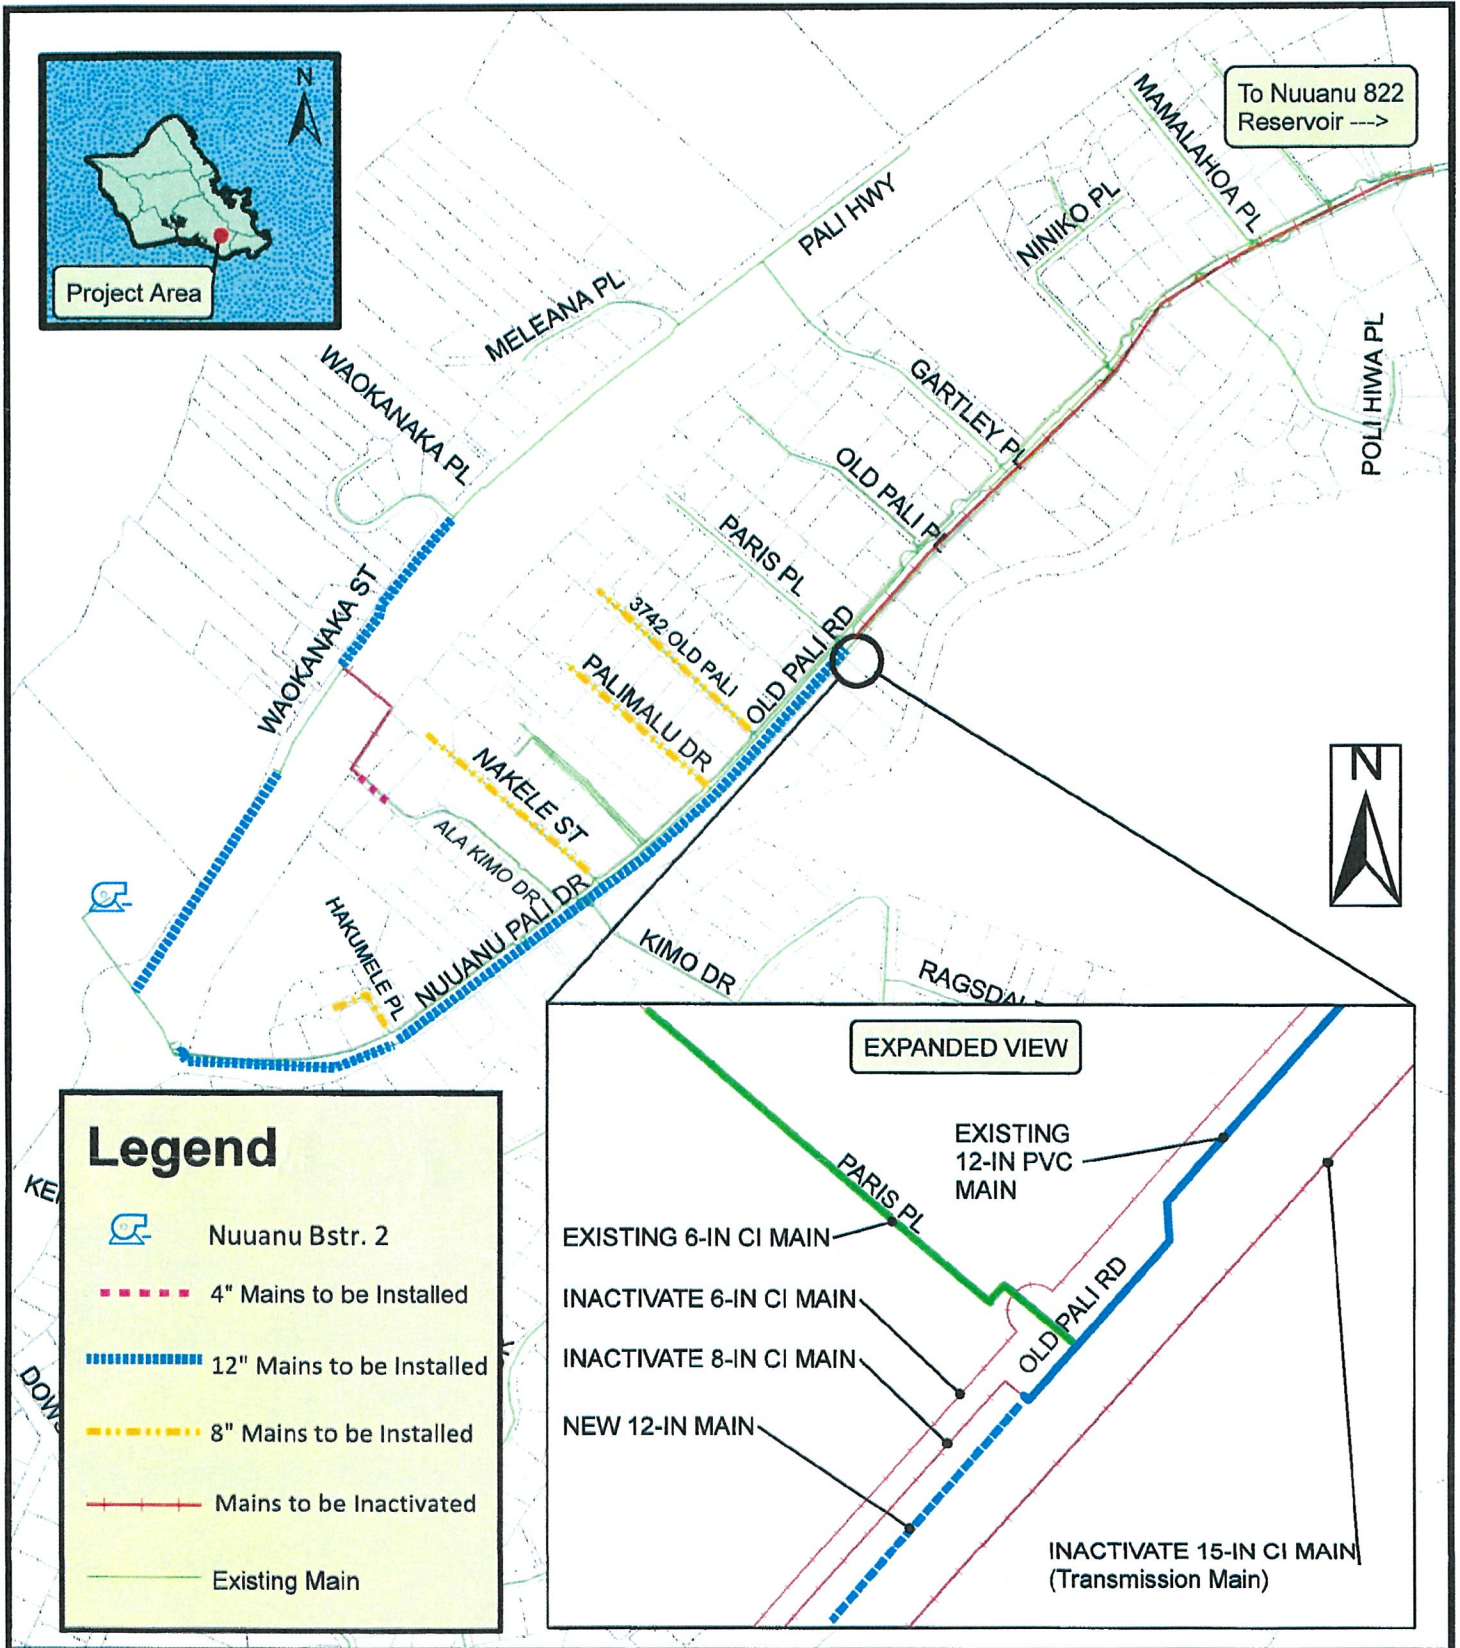 N
Project Area
To Nuuanu 822
Reservoir --->
MAMALAHOA PL
PALI HWY
NINIKO PL
MELEANA PL
WAOKANAKA PL
GARTLEY PL
POLI HIWA PL
OLD PALI PL
PARIS PL
WAOKANAKA ST
3742 OLD PALI
OLD PALI RD
PALIMALU DR
NAKELE ST
N
ALA KIMO DR
HAKUMELE PL
NUUANU PALI DR
KIMO DR
EXPANDED VIEW
EXISTING
12-IN PVC
MAIN
PARIS PL
EXISTING 6-IN CI MAIN
INACTIVATE 6-IN CI MAIN
OLD PALI RD
INACTIVATE 8-IN CI MAIN
NEW 12-IN MAIN
INACTIVATE 15-IN CI MAIN
(Transmission Main)
Legend
Nuuanu Bstr. 2
4" Mains to be Installed
12" Mains to be Installed
8" Mains to be Installed
Mains to be Inactivated
Existing Main